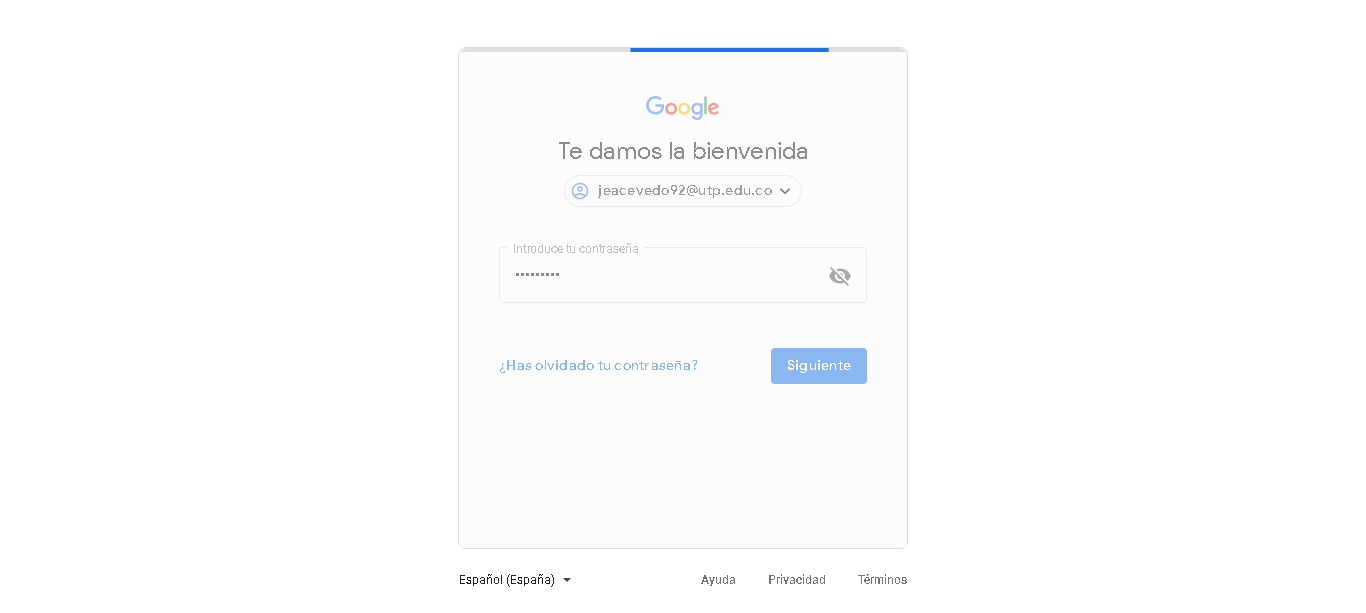 Google
Te damos la bienvenida
jeacevedo92@utp.edu.co
Introduce tu contraseña
•••••••••
¿Has olvidado tu contraseña?
Siguiente
Español (España)
Ayuda
Privacidad
Términos